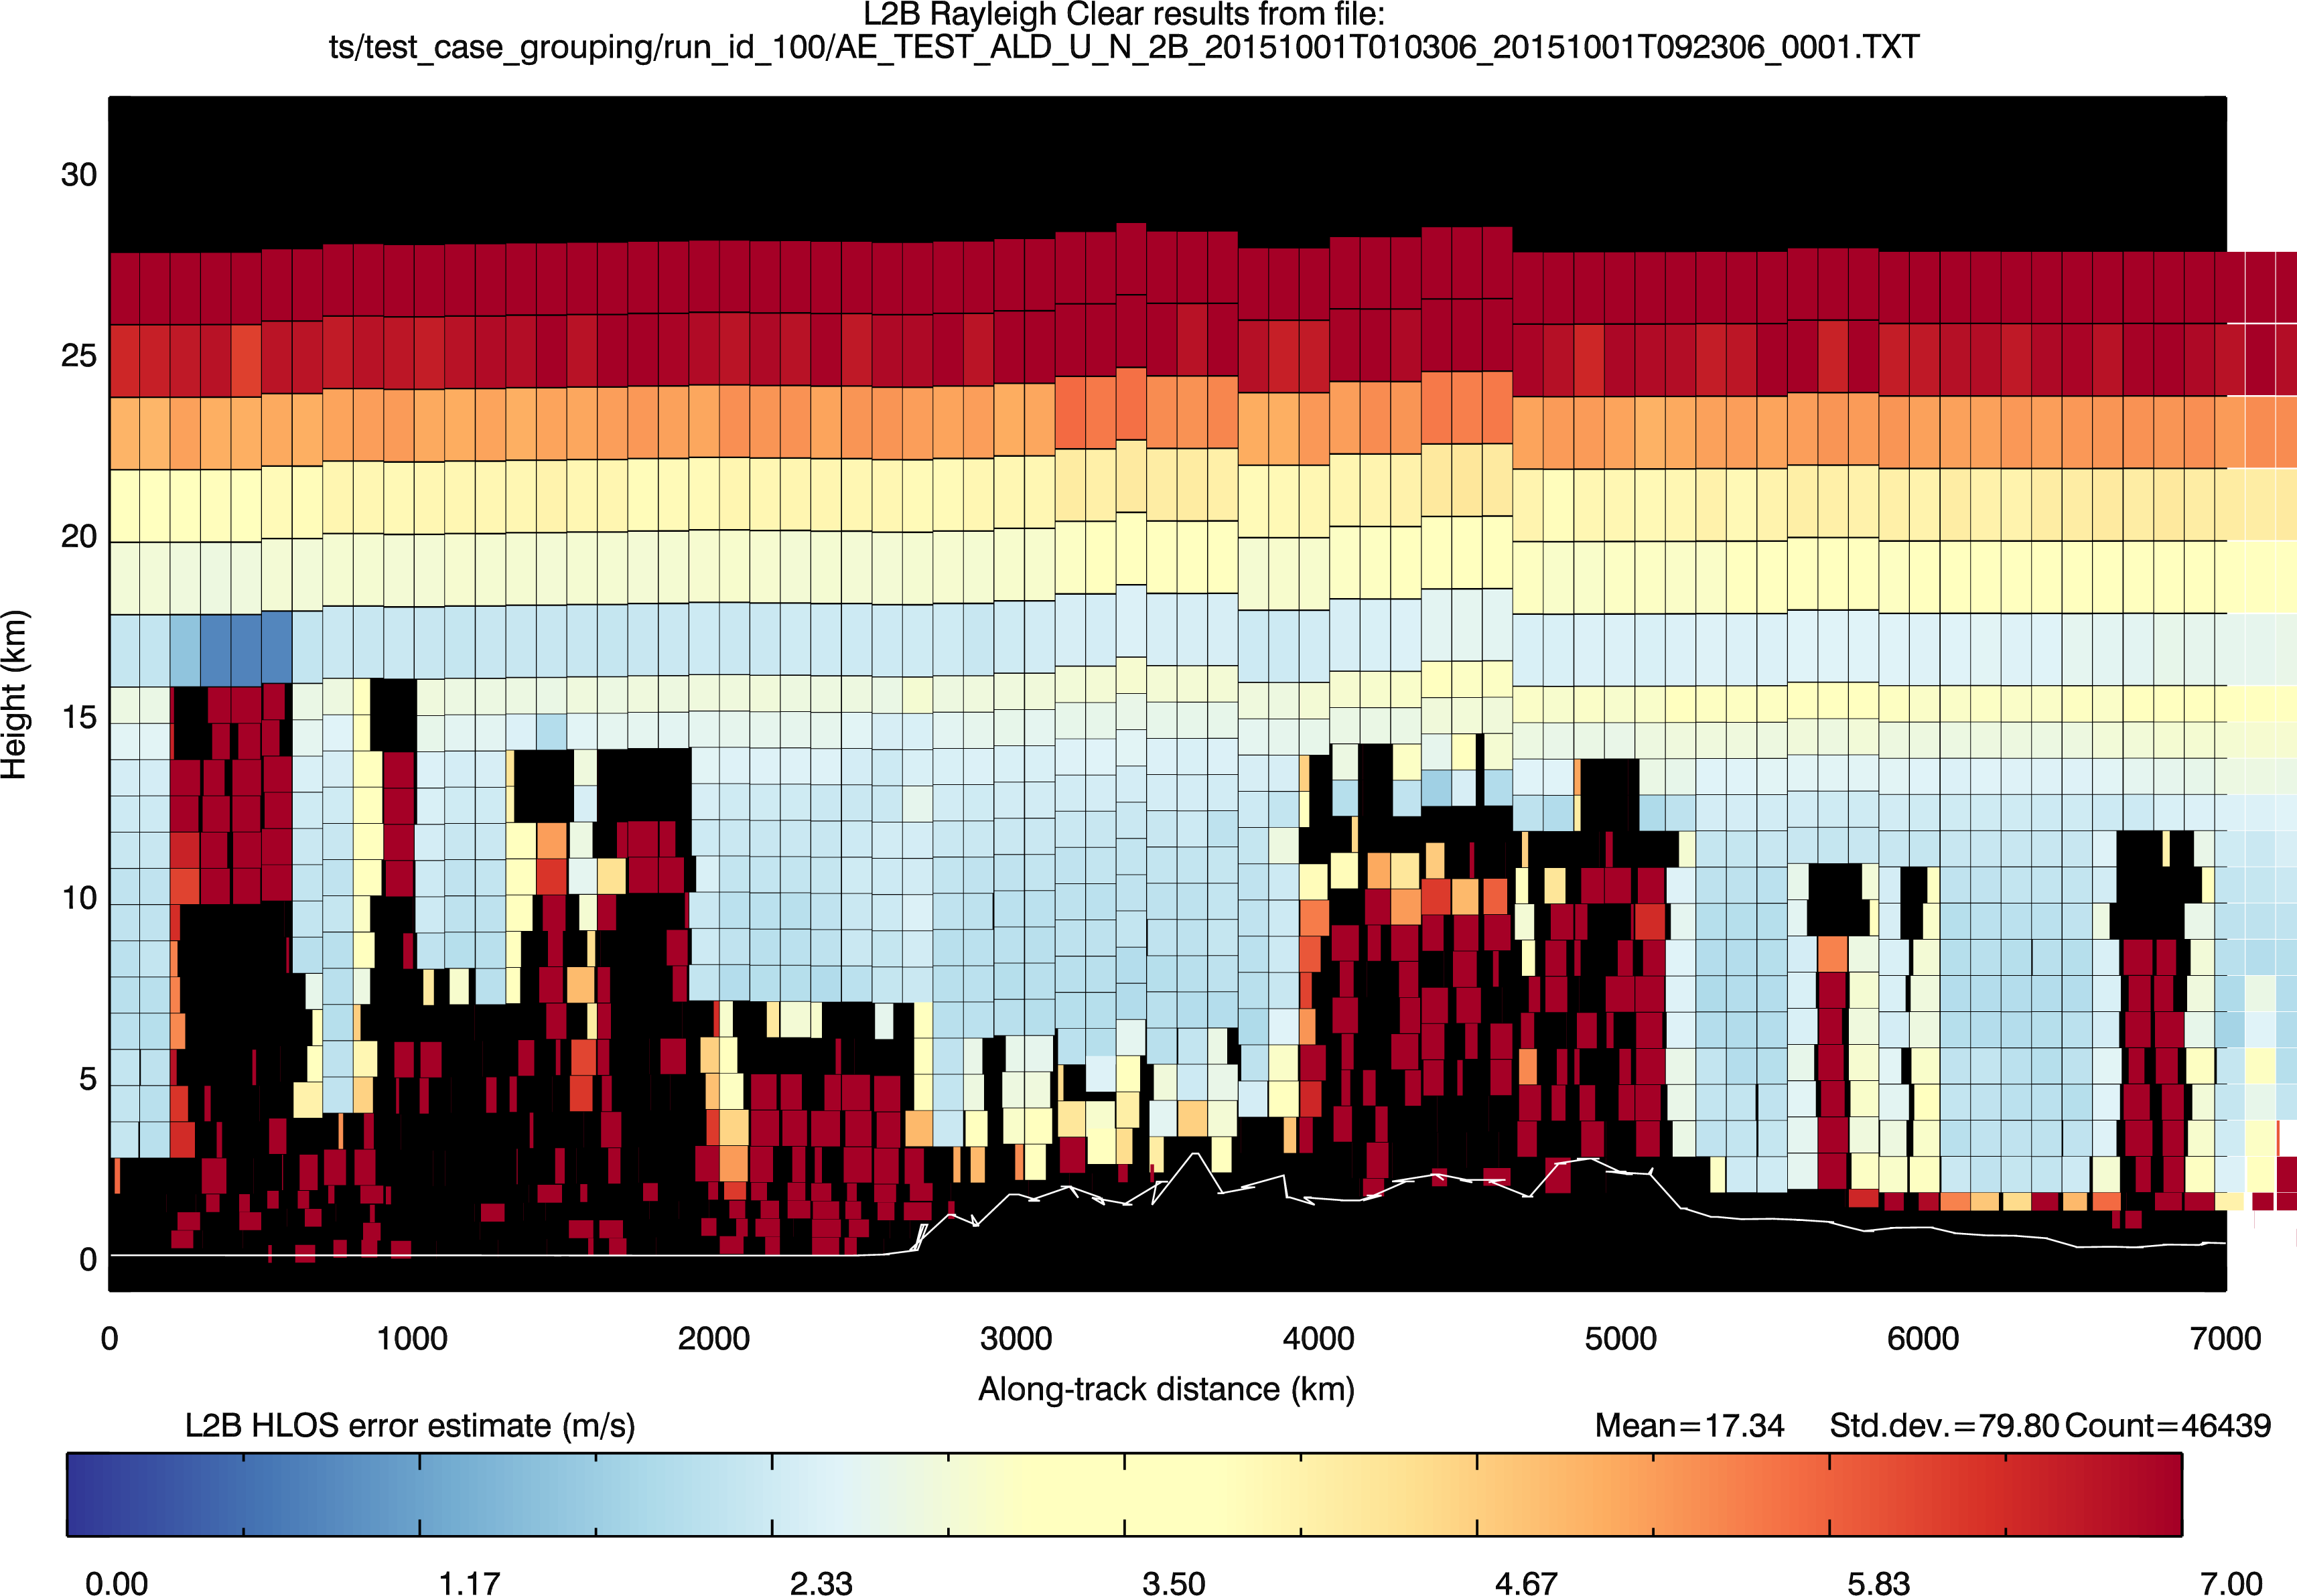 L2B Rayleigh Clear results from file:
ts/test_case_grouping/run_id_100/AE_TEST_ALD_U_N_2B_20151001T010306_20151001T092306_0001.TXT
30
25
20
15
10
5
0
Height (km)
0 1000 2000 3000 4000 5000 6000 7000
Along-track distance (km)
L2B HLOS error estimate (m/s) Mean=17.34 Std.dev.=79.80 Count=46439
0.00 1.17 2.33 3.50 4.67 5.83 7.00